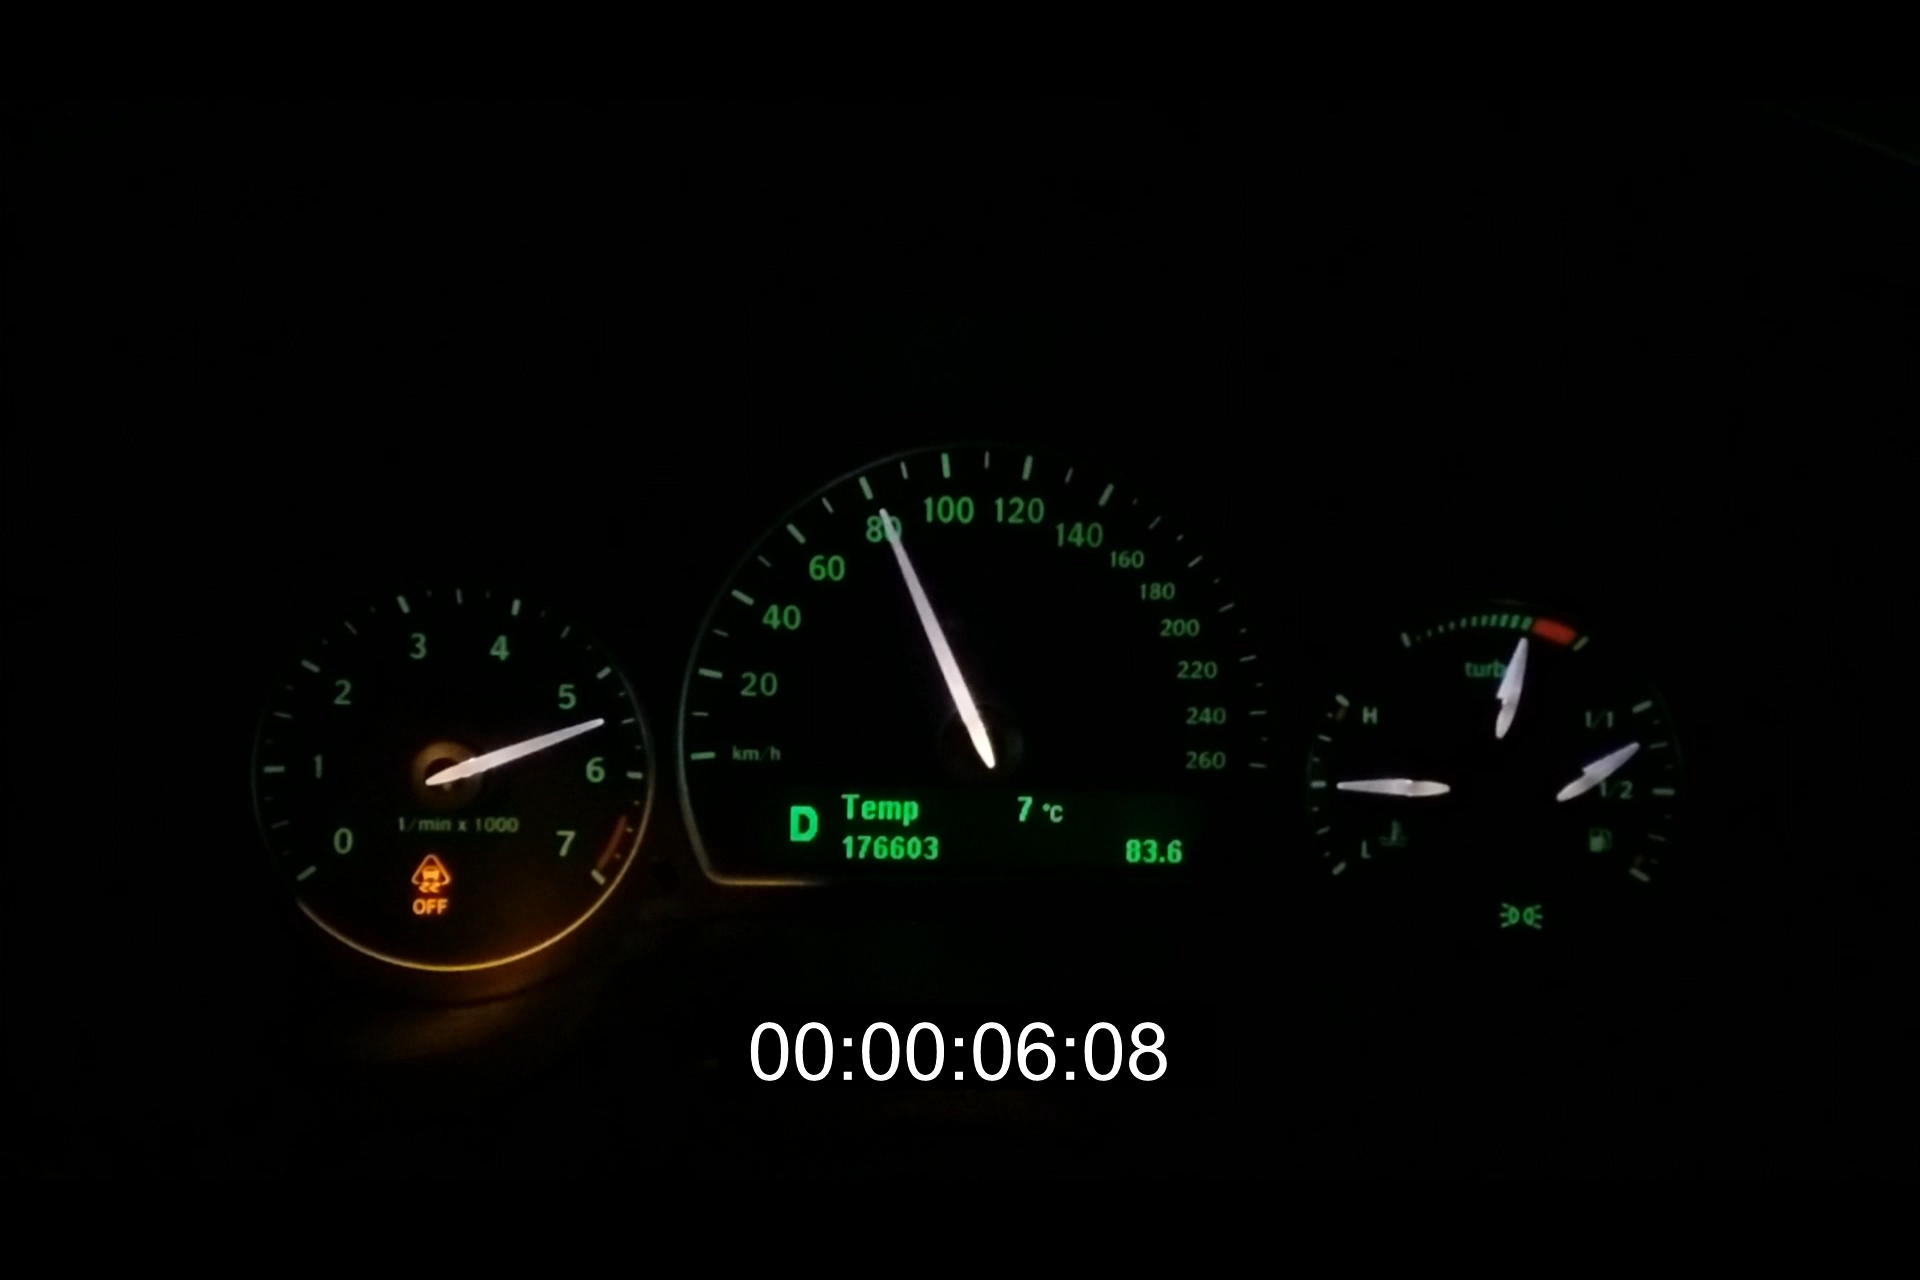 3 4
2 5
1 6
0 7
1/min x 1000
OFF
100 120
80 140
60 160
40 180
200
20 220
240
km/h 260
D Temp 7 °C
176603 83.6
turbo
H 1/1
1/2
L
00:00:06:08